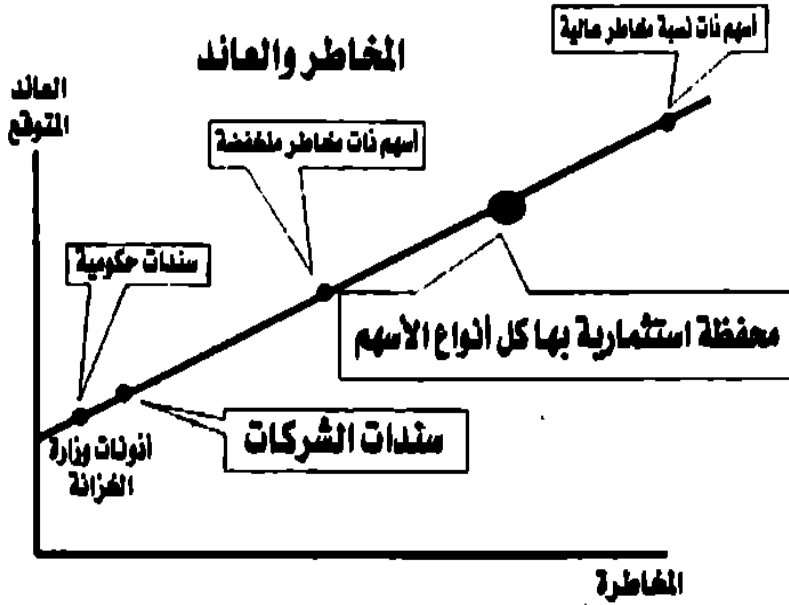 المخاطر والعائد
أسهم ذات نسبة مخاطر عالية
العائد
المتوقع
أسهم ذات مخاطر منخفضة
سندات حكومية
محفظة استثمارية بها كل أنواع الأسهم
سندات الشركات
أذونات وزارة
الخزانة
المخاطرة